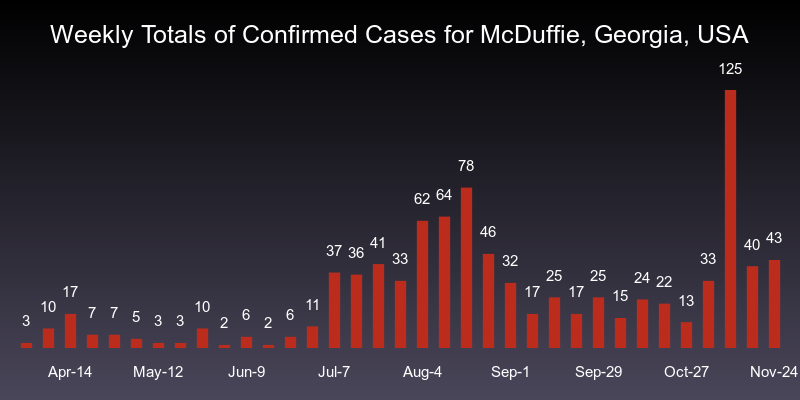 Weekly Totals of Confirmed Cases for McDuffie, Georgia, USA
3 10 17 7 7 5 3 3 10 2 6 2 6 11 37 36 41 33 62 64 78 46 32 17 25 17 25 15 24 22 13 33 125 40 43
Apr-14 May-12 Jun-9 Jul-7 Aug-4 Sep-1 Sep-29 Oct-27 Nov-24